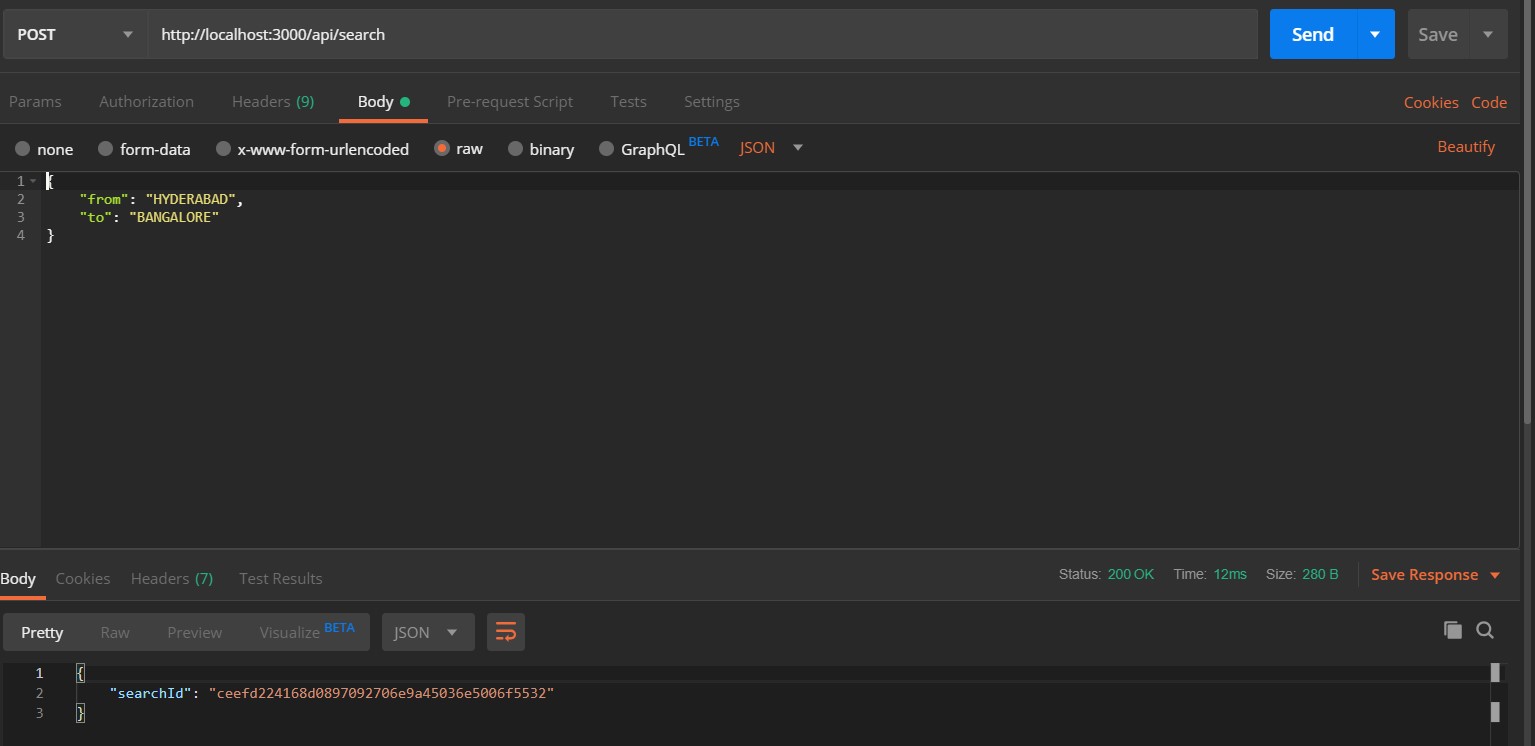 POST http://localhost:3000/api/search Send Save
Params Authorization Headers (9) Body Pre-request Script Tests Settings Cookies Code
none form-data x-www-form-urlencoded raw binary GraphQL BETA JSON Beautify
1 {
2 "from": "HYDERABAD",
3 "to": "BANGALORE"
4 }
Body Cookies Headers (7) Test Results Status: 200 OK Time: 12ms Size: 280 B Save Response
Pretty Raw Preview Visualize BETA JSON
1 {
2 "searchId": "ceefd224168d0897092706e9a45036e5006f5532"
3 }